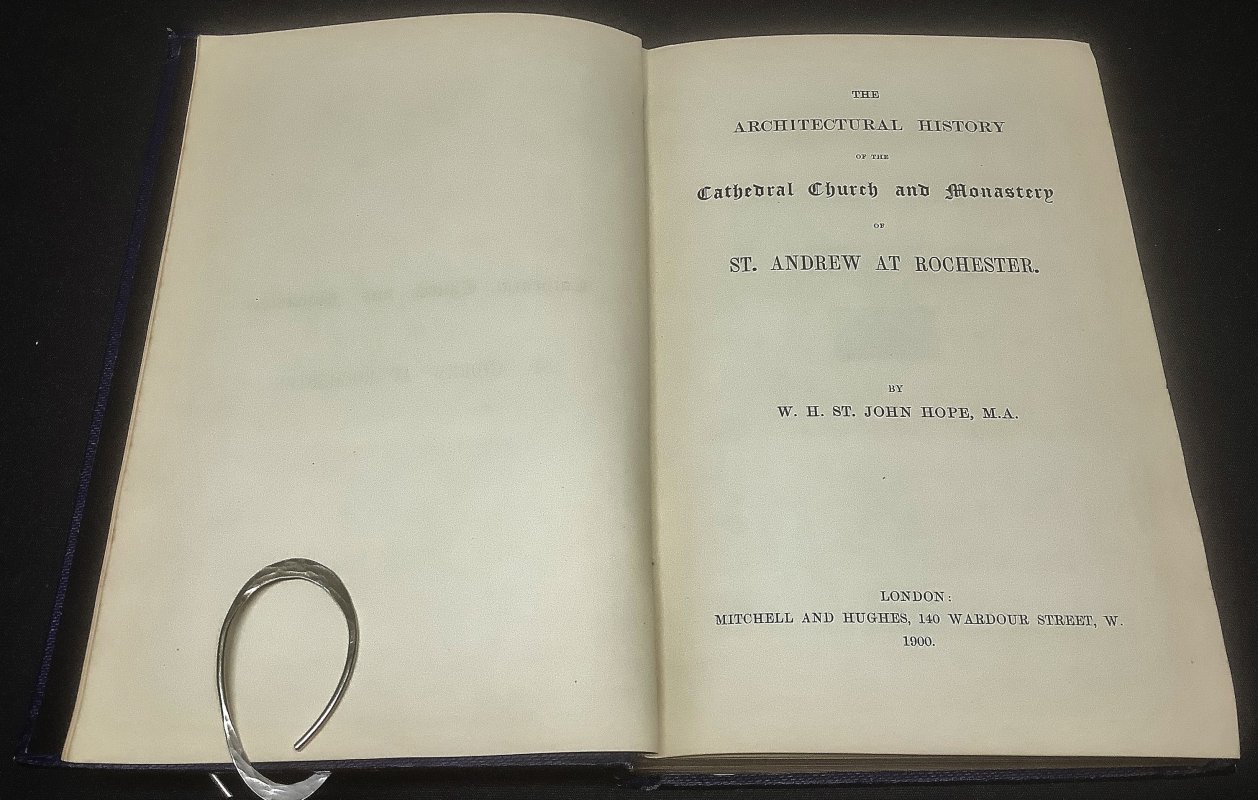 THE
ARCHITECTURAL HISTORY
OF THE
Cathedral Church and Monastery
OF
ST. ANDREW AT ROCHESTER.
BY
W. H. ST. JOHN HOPE, M.A.
LONDON:
MITCHELL AND HUGHES, 140 WARDOUR STREET, W.
1900.